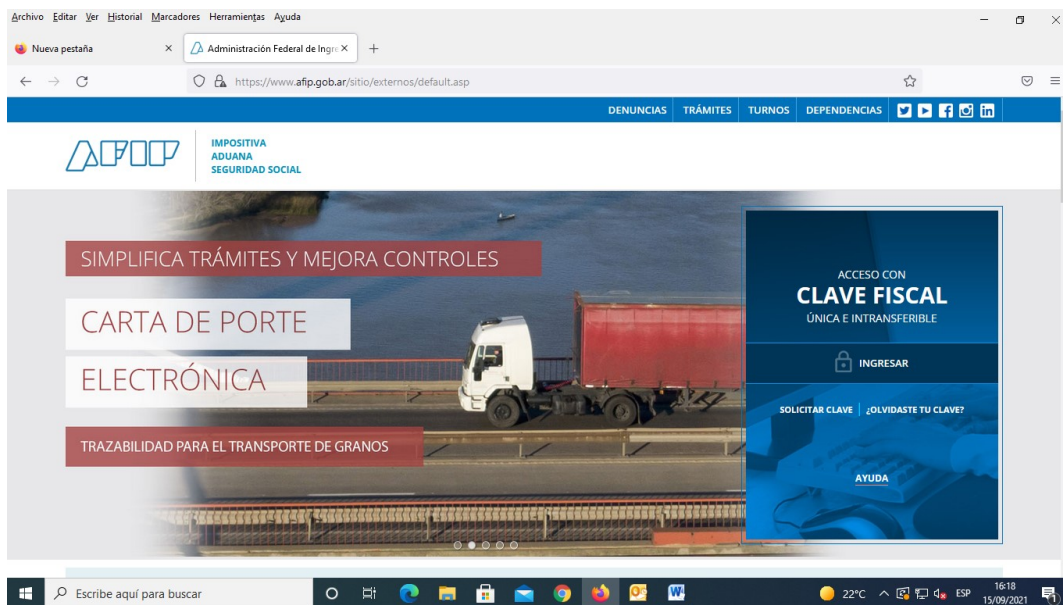 Archivo Editar Ver Historial Marcadores Herramientas Ayuda
Nueva pestaña
Administración Federal de Ingre
https://www.afip.gob.ar/sitio/externos/default.asp
DENUNCIAS TRÁMITES TURNOS DEPENDENCIAS
AFIP
IMPOSITIVA
ADUANA
SEGURIDAD SOCIAL
SIMPLIFICA TRÁMITES Y MEJORA CONTROLES
CARTA DE PORTE
ELECTRÓNICA
TRAZABILIDAD PARA EL TRANSPORTE DE GRANOS
ACCESO CON
CLAVE FISCAL
ÚNICA E INTRANSFERIBLE
INGRESAR
SOLICITAR CLAVE ¿OLVIDASTE TU CLAVE?
AYUDA
Escribe aquí para buscar
22°C
ESP
16:18
15/09/2021